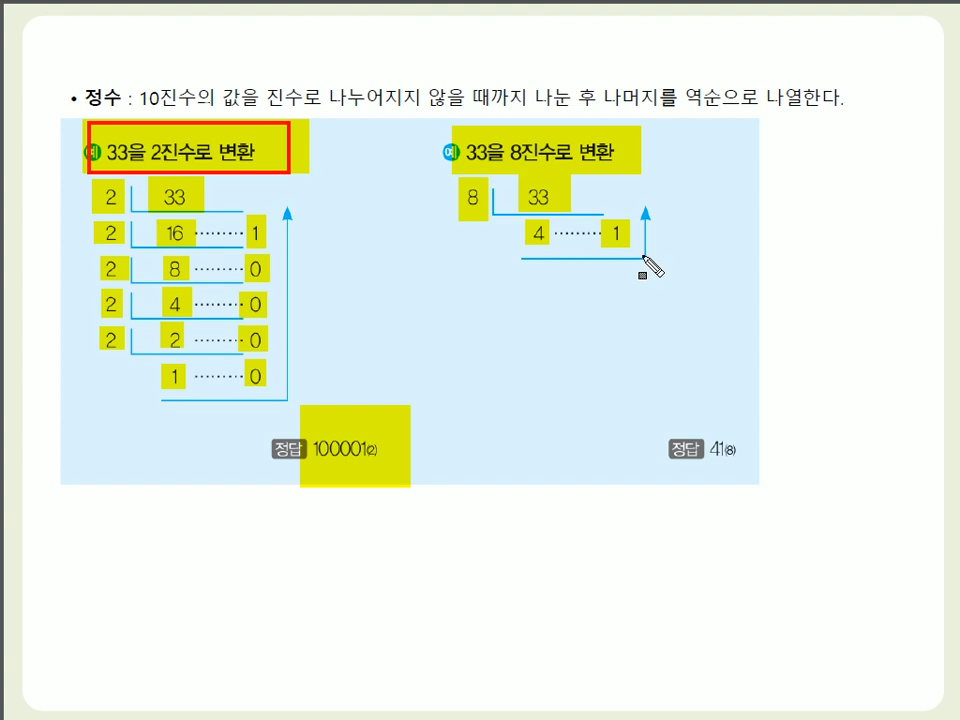 • 정수 : 10진수의 값을 진수로 나누어지지 않을 때까지 나눈 후 나머지를 역순으로 나열한다.
예 33을 2진수로 변환
2 33
2 16 ········· 1
2 8 ········· 0
2 4 ········· 0
2 2 ········· 0
1 ········· 0
정답 100001(2)
예 33을 8진수로 변환
8 33
4 ········· 1
정답 41(8)